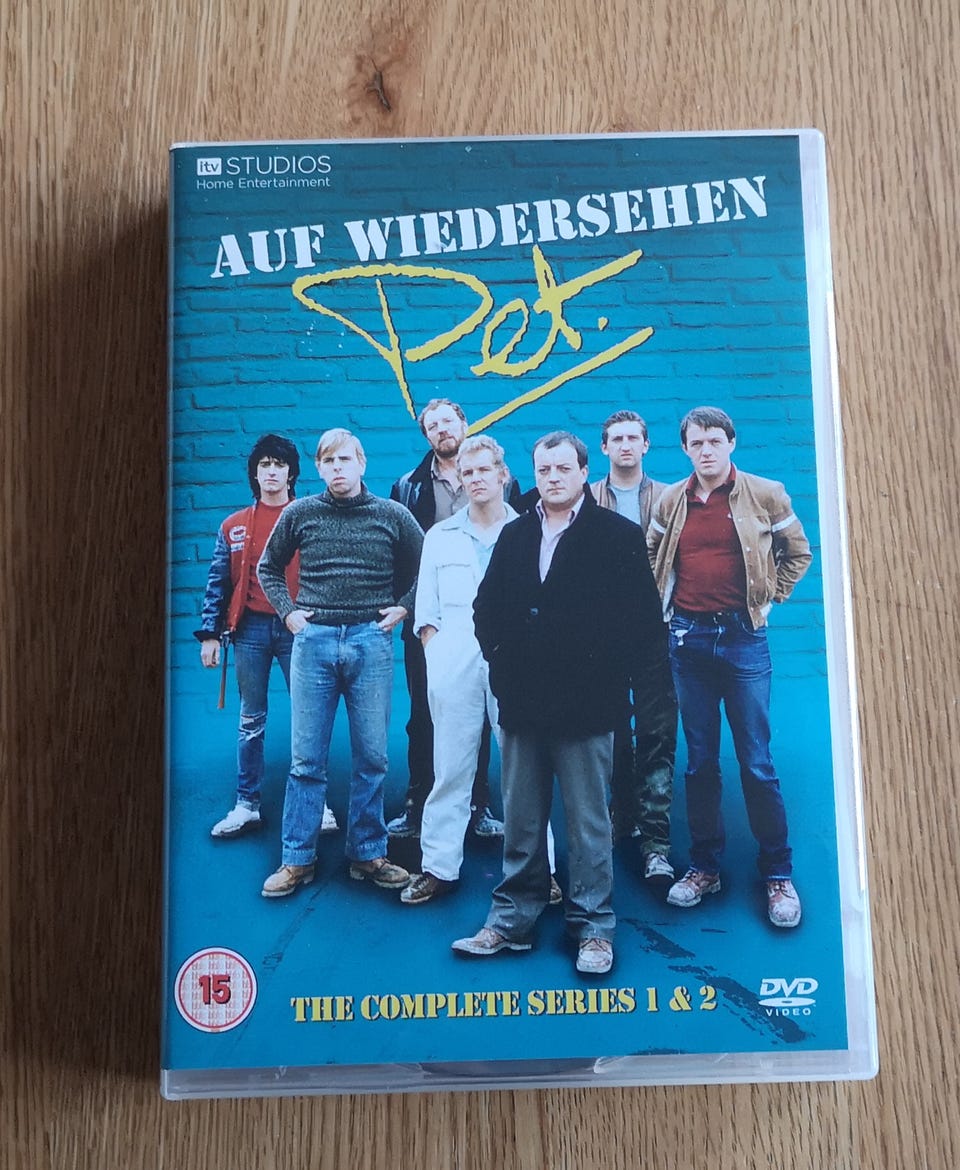 itv STUDIOS
Home Entertainment
AUF WIEDERSEHEN
Pet.
15
THE COMPLETE SERIES 1 & 2
DVD
VIDEO